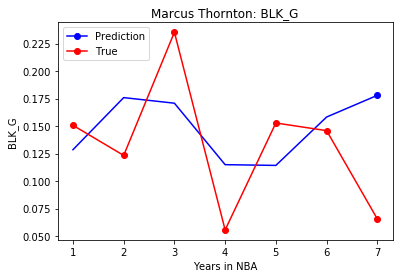 Marcus Thornton: BLK_G
Prediction
True
0.225
0.200
0.175
0.150
0.125
0.100
0.075
0.050
BLK_G
1 2 3 4 5 6 7
Years in NBA